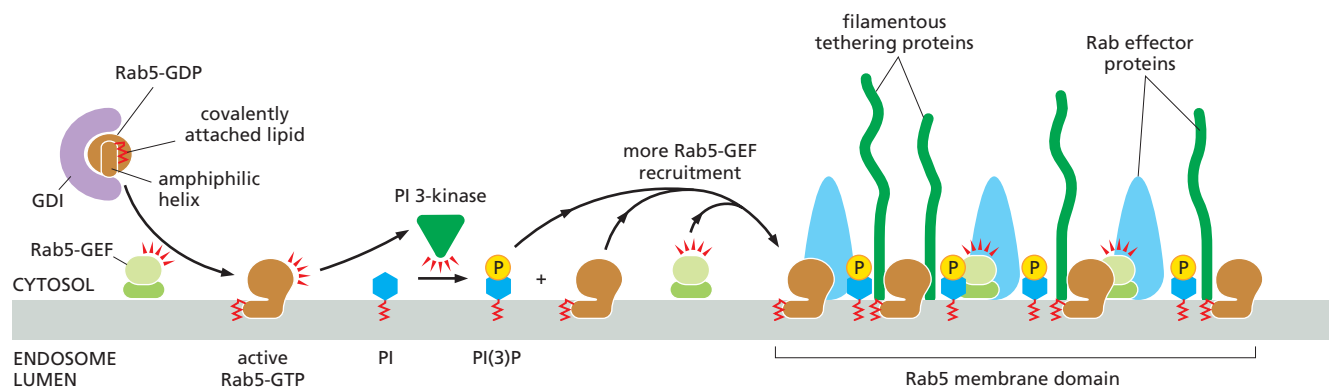 filamentous
tethering proteins
Rab effector
proteins
Rab5-GDP
covalently
attached lipid
more Rab5-GEF
recruitment
amphiphilic
helix
GDI
PI 3-kinase
Rab5-GEF
P
+
P
P
P
P
CYTOSOL
ENDOSOME
LUMEN
active
Rab5-GTP
PI
PI(3)P
Rab5 membrane domain